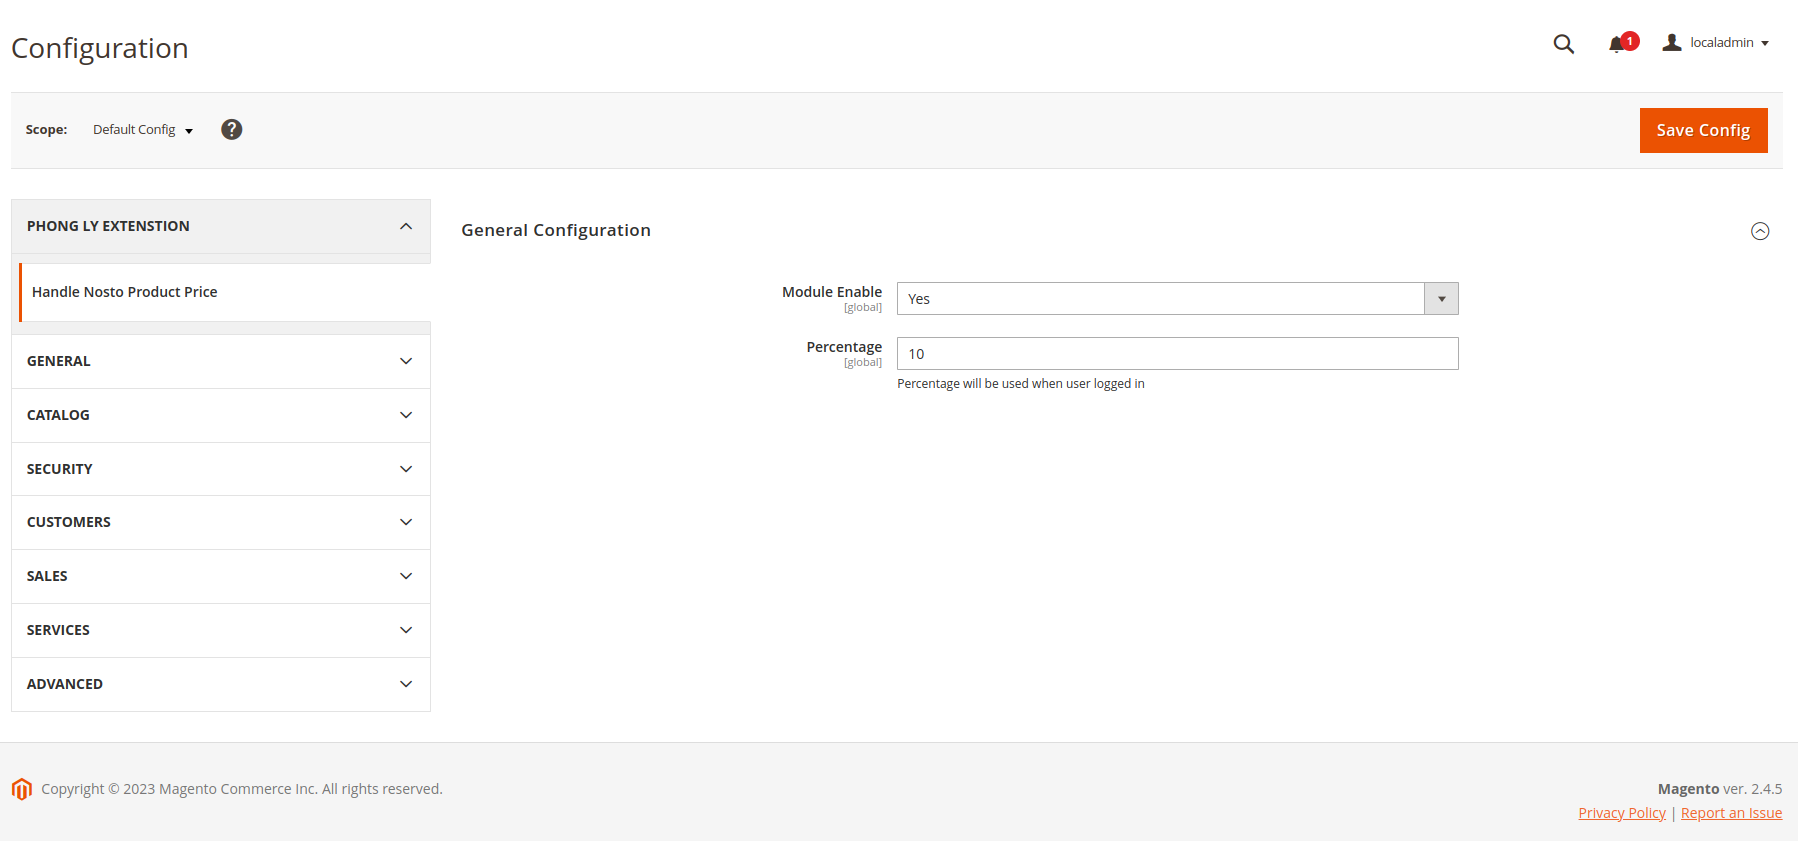 Configuration
1
localadmin
Scope: Default Config ?
Save Config
PHONG LY EXTENSTION
Handle Nosto Product Price
GENERAL
CATALOG
SECURITY
CUSTOMERS
SALES
SERVICES
ADVANCED
General Configuration
Module Enable
[global]
Yes
Percentage
[global]
10
Percentage will be used when user logged in
Copyright © 2023 Magento Commerce Inc. All rights reserved.
Magento ver. 2.4.5
Privacy Policy | Report an Issue